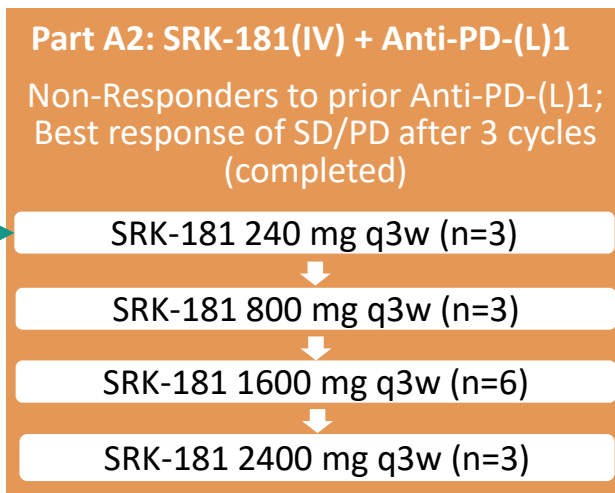 Part A2: SRK-181(IV) + Anti-PD-(L)1
Non-Responders to prior Anti-PD-(L)1;
Best response of SD/PD after 3 cycles
(completed)
SRK-181 240 mg q3w (n=3)
SRK-181 800 mg q3w (n=3)
SRK-181 1600 mg q3w (n=6)
SRK-181 2400 mg q3w (n=3)